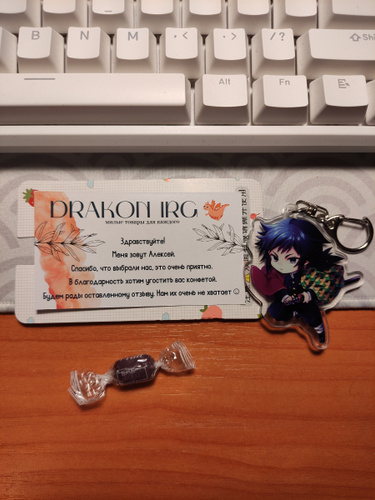 B N M < > / ?
Alt Fn
Shi
DRAKON IRG
милые товары для каждого
Здравствуйте!
Меня зовут Алексей.
Спасибо, что выбрали нас, это очень приятно.
В благодарность хотим угостить вас конфетой.
Будем рады оставленному отзыву. Нам их очень не хватает ☺